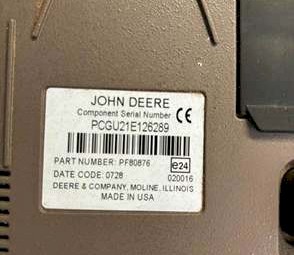 JOHN DEERE
Component Serial Number CE
PCGU21E126289
PART NUMBER: PF80876 e24
DATE CODE: 0728 020016
DEERE & COMPANY, MOLINE, ILLINOIS
MADE IN USA